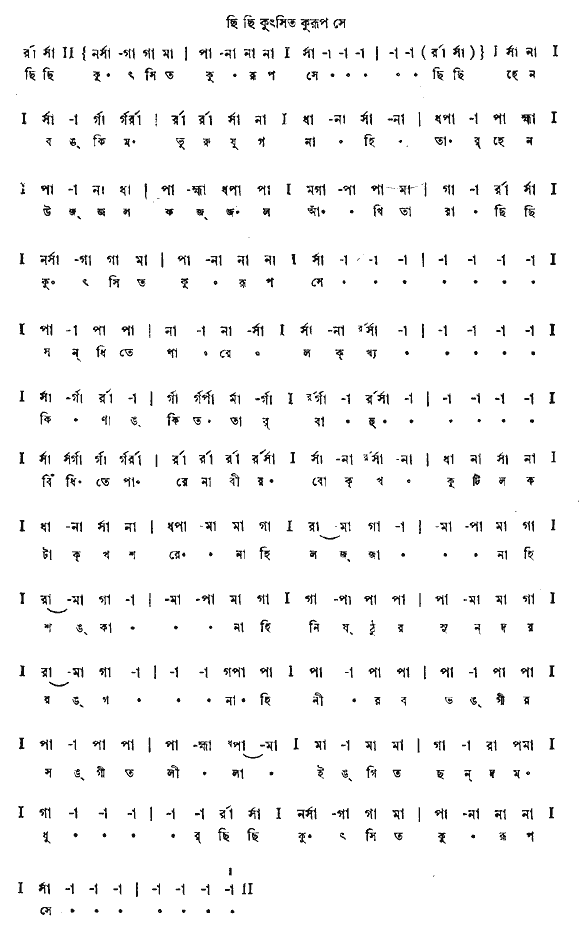 ছি ছি কুৎসিত কুরূপ সে
র্রা র্সা II { নর্সা -গা গা মা | পা -না না না I র্সা -া -া -া | -া -া (র্রা র্সা) } I র্সা না I
ছি ছি কু॰ ৎ সি ত কু ॰ রূ প সে ॰ ॰ ॰ ॰ ॰ ছি ছি হে ন
I র্সা -া র্গা র্গর্রা | র্রা র্রা র্সা না I ধা -না র্সা -না | ধপা -া পা হ্মা I
ব ঙ্ কি ম॰ ভু রু যু গ না ॰ হি ॰ তা॰ র্ হে ন
I পা -া না ধা | পা -হ্মা ধপা পা I মগা -পা পা -মা | গা -া র্রা র্সা I
উ জ্ জ্ব ল ক জ্ জ॰ ল আঁ॰ ॰ খি তা রা ॰ ছি ছি
I নর্সা -গা গা মা | পা -না না না I র্সা -া -া -া | -া -া -া -া I
কু॰ ৎ সি ত কু ॰ রূ প সে ॰ ॰ ॰ ॰ ॰ ॰ ॰
I পা -া পা পা | না -া না -র্সা I র্সা -না র্রর্সা -া | -া -া -া -া I
স ন্ ধি তে পা ॰ রে ॰ ল ক্ খ্য ॰ ॰ ॰ ॰ ॰
I র্সা -র্গা র্রা -া | র্গা র্গর্পা র্মা -র্গা I র্রর্গা -া র্রর্সা -া | -া -া -া -া I
কি ॰ ণা ঙ্ কি ত॰ তা র্ বা ॰ হু ॰ ॰ ॰ ॰ ॰
I র্সা র্সর্গা র্গা র্গর্রা | র্রা র্রা র্রা র্রর্সা I র্সা -না র্রর্সা -না | ধা না র্সা না I
বিঁ ধি॰ তে পা॰ রে না বী র॰ বো ক্ খ ॰ কু টি ল ক
I ধা -না র্সা না | ধপা -মা মা গা I রা -মা গা -া | -মা -পা মা গা I
টা ক্ খ শ রে॰ ॰ না হি ল জ্ জা ॰ ॰ ॰ না হি
I রা -মা গা -া | -মা -পা মা গা I গা -পা পা পা | পা -মা মা গা I
শ ঙ্ কা ॰ ॰ ॰ না হি নি ষ্ ঠু র সু ন্ দ র
I রা -মা গা -া | -া -া গপা পা I পা -া পা পা | পা -া পা পা I
র ঙ্ গ ॰ ॰ ॰ না॰ হি নী ॰ র ব ভ ঙ্ গী র
I পা -া পা পা | পা -হ্মা ধপা -মা I মা -া মা মা | গা -া রা পমা I
স ঙ্ গী ত লী ॰ লা ॰ ই ঙ্ গি ত ছ ন্ দ ম॰
I গা -া -া -া | -া -া র্রা র্সা I নর্সা -গা গা মা | পা -না না না I
ধু ॰ ॰ ॰ ॰ র্ ছি ছি কু॰ ৎ সি ত কু ॰ রূ প
I র্সা -া -া -া | -া -া -া -া II
সে ॰ ॰ ॰ ॰ ॰ ॰ ॰